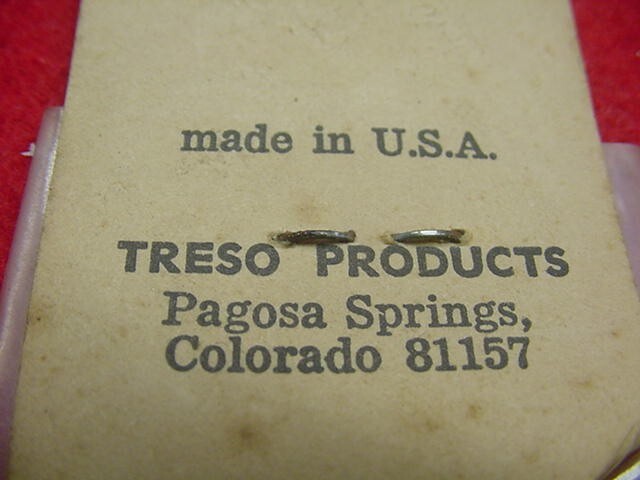 made in U.S.A.
TRESO PRODUCTS
Pagosa Springs,
Colorado 81157